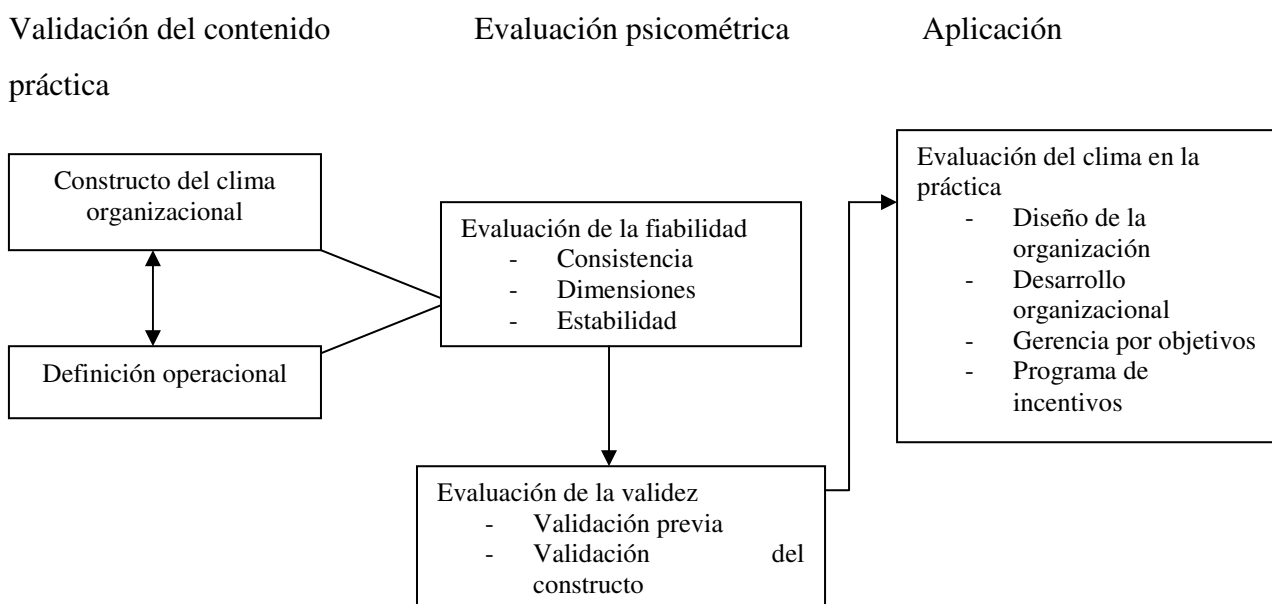 Validación del contenido
práctica
Evaluación psicométrica
Aplicación
Constructo del clima
organizacional
Definición operacional
Evaluación de la fiabilidad
- Consistencia
- Dimensiones
- Estabilidad
Evaluación de la validez
- Validación previa
- Validación del
constructo
Evaluación del clima en la
práctica
- Diseño de la
organización
- Desarrollo
organizacional
- Gerencia por objetivos
- Programa de
incentivos